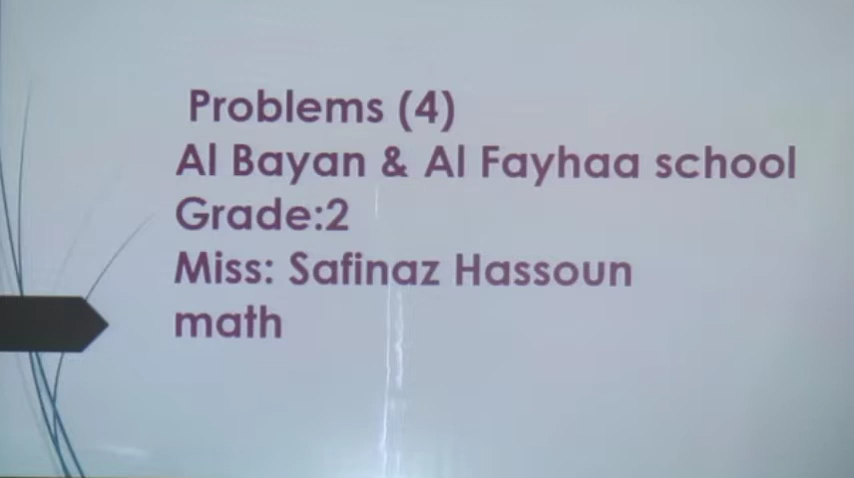 Problems (4)
Al Bayan & Al Fayhaa school
Grade:2
Miss: Safinaz Hassoun
math